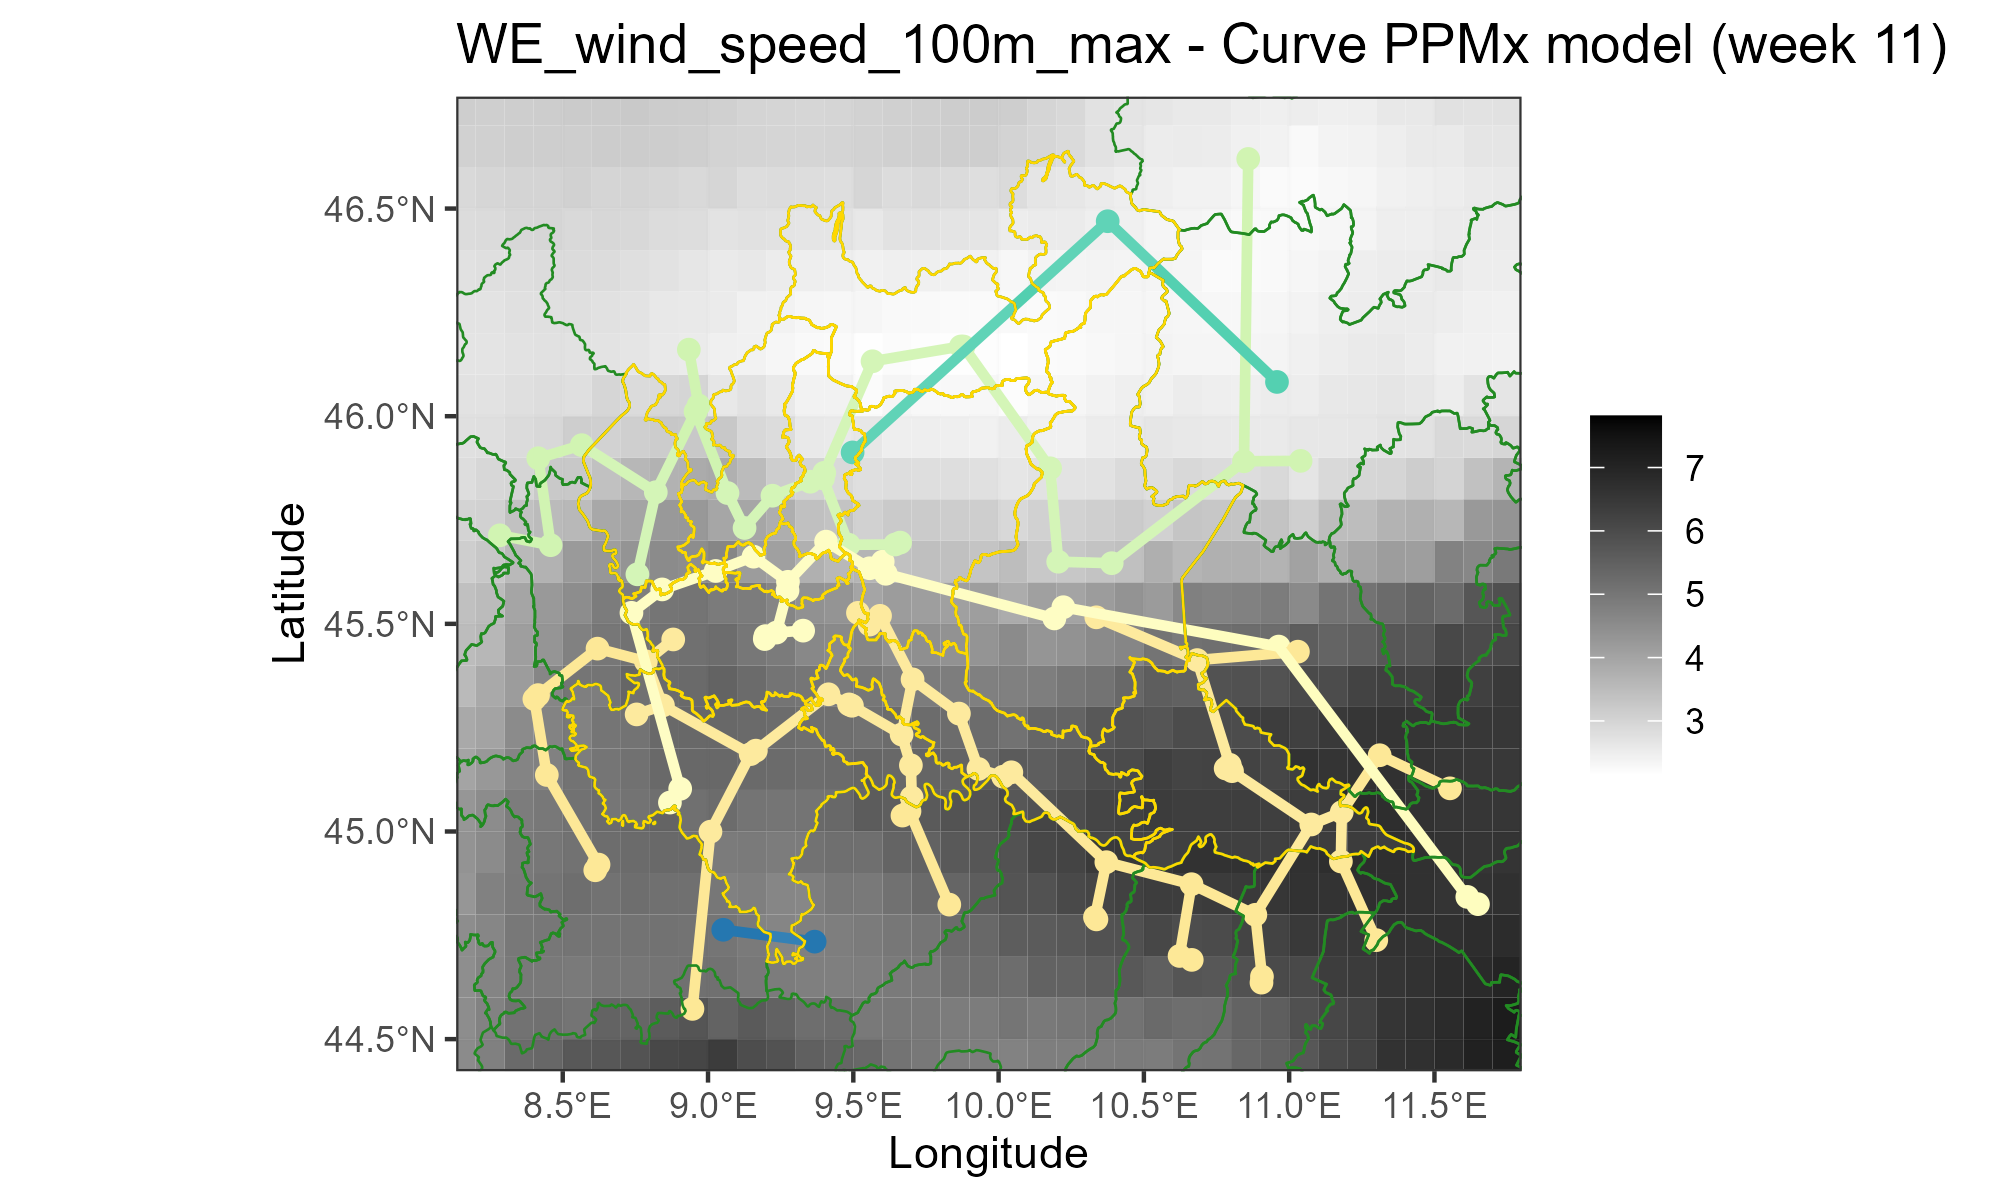 WE_wind_speed_100m_max - Curve PPMx model (week 11)
46.5°N
46.0°N
45.5°N
45.0°N
44.5°N
Latitude
8.5°E
9.0°E
9.5°E
10.0°E
10.5°E
11.0°E
11.5°E
Longitude
7
6
5
4
3